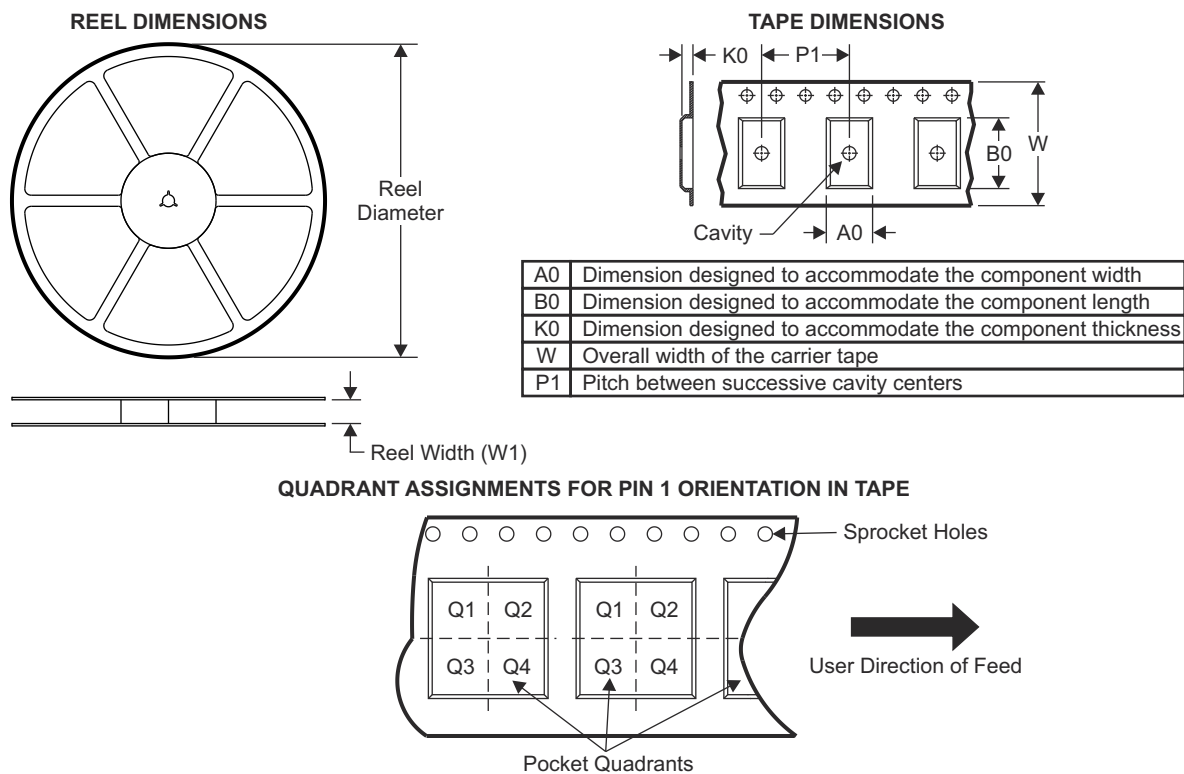 REEL DIMENSIONS
Reel
Diameter
Reel Width (W1)
TAPE DIMENSIONS
K0
P1
B0
W
Cavity
A0
A0 Dimension designed to accommodate the component width
B0 Dimension designed to accommodate the component length
K0 Dimension designed to accommodate the component thickness
W Overall width of the carrier tape
P1 Pitch between successive cavity centers
QUADRANT ASSIGNMENTS FOR PIN 1 ORIENTATION IN TAPE
Sprocket Holes
Q1 Q2 Q1 Q2
Q3 Q4 Q3 Q4
User Direction of Feed
Pocket Quadrants